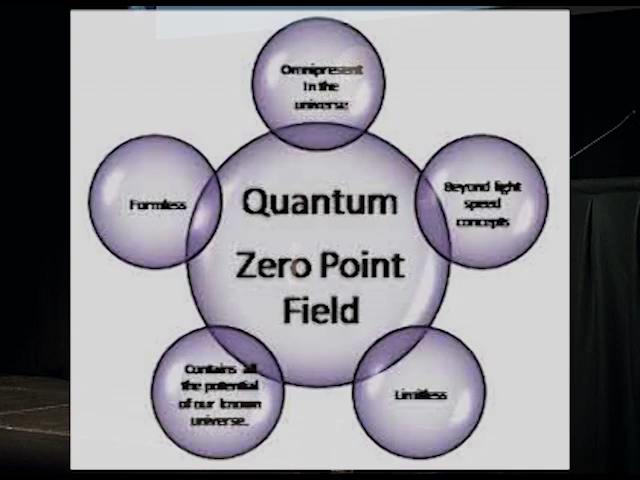 Omnipresent
in the
universe
Formless
Quantum
Zero Point
Field
Beyond light
speed
concepts
Contains all
the potential
of our known
universe.
Limitless